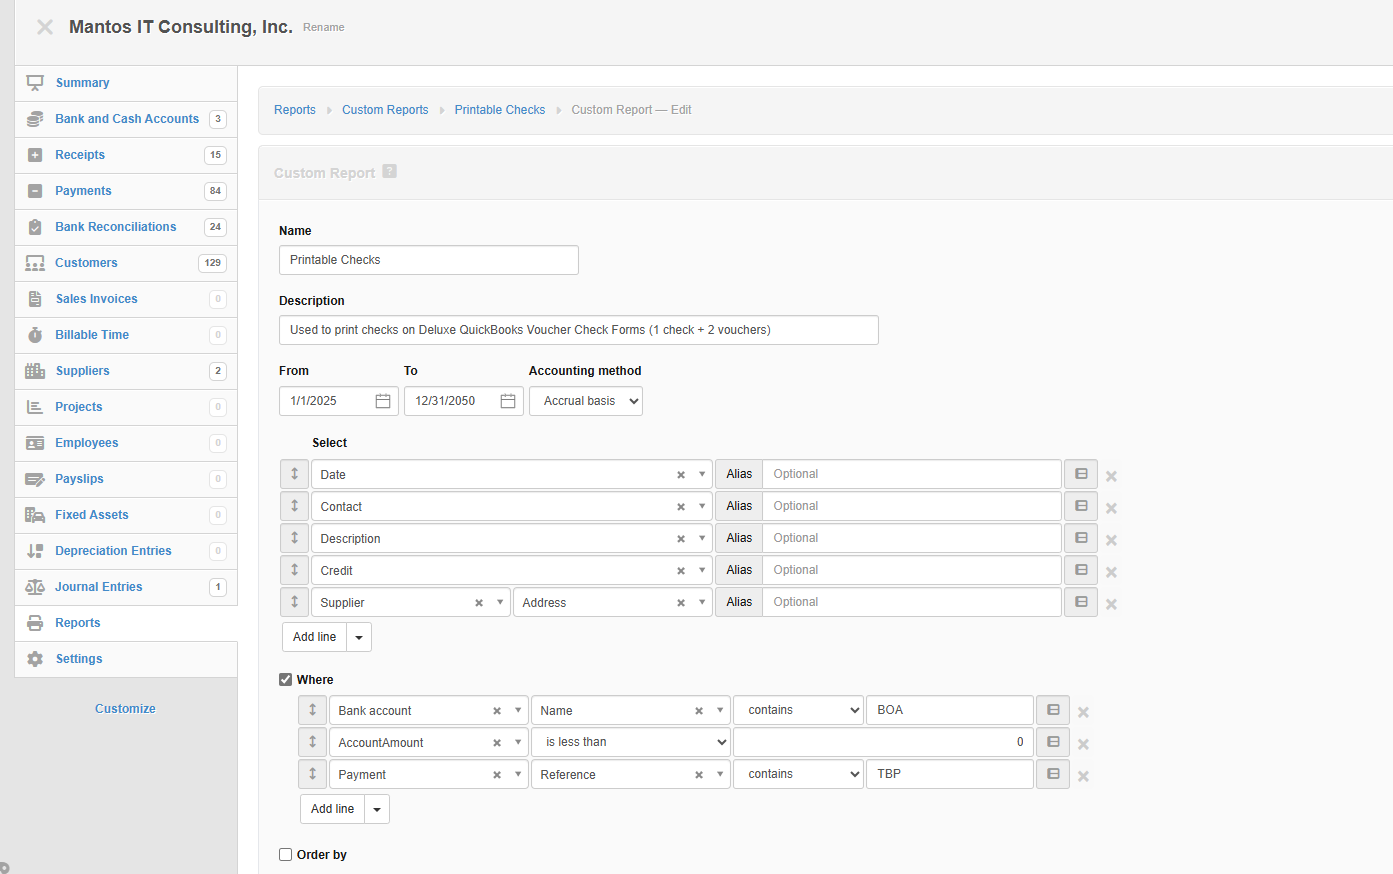 Mantos IT Consulting, Inc. Rename
Summary
Bank and Cash Accounts 3
Receipts 15
Payments 84
Bank Reconciliations 24
Customers 129
Sales Invoices 0
Billable Time 0
Suppliers 2
Projects 0
Employees 0
Payslips 0
Fixed Assets 0
Depreciation Entries 0
Journal Entries 1
Reports
Settings
Customize
Reports Custom Reports Printable Checks Custom Report — Edit
Custom Report ?
Name
Printable Checks
Description
Used to print checks on Deluxe QuickBooks Voucher Check Forms (1 check + 2 vouchers)
From To Accounting method
1/1/2025 12/31/2050 Accrual basis
Select
Date Alias Optional
Contact Alias Optional
Description Alias Optional
Credit Alias Optional
Supplier Address Alias Optional
Add line
Where
Bank account Name contains BOA
AccountAmount is less than 0
Payment Reference contains TBP
Add line
Order by